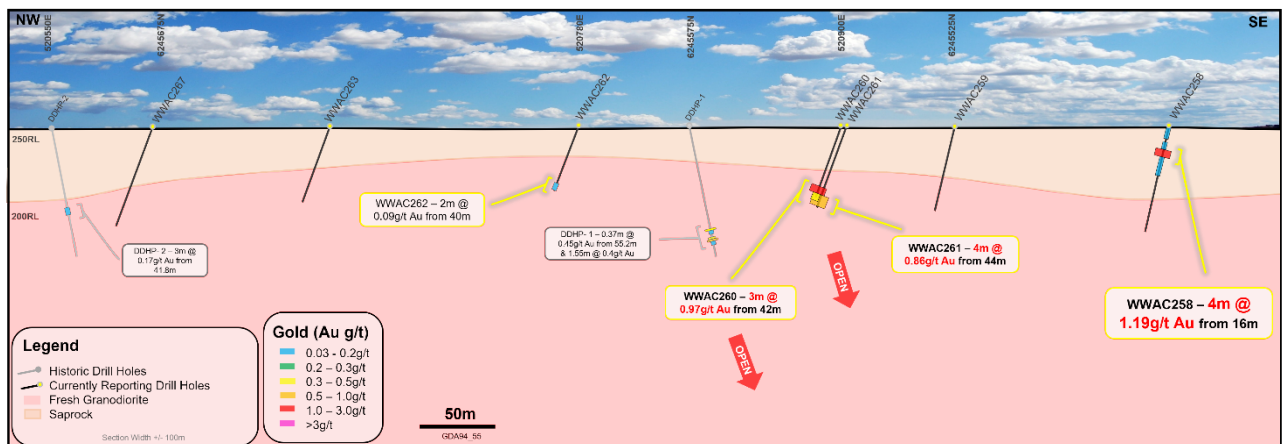 NW
SE
520550E
6245675N
520780E
6245575N
520900E
6245525N
DDHP-2
WWAC267
WWAC263
WWAC262
DDHP-1
WWAC260
WWAC261
WWAC259
WWAC258
250RL
200RL
WWAC262 – 2m @
0.09g/t Au from 40m
DDHP- 2 – 3m @
0.17g/t Au from
41.8m
DDHP- 1 – 0.37m @
0.45g/t Au from 55.2m
& 1.55m @ 0.4g/t Au
WWAC260 – 3m @
0.97g/t Au from 42m
WWAC261 – 4m @
0.86g/t Au from 44m
WWAC258 – 4m @
1.19g/t Au from 16m
OPEN
OPEN
Legend
Historic Drill Holes
Currently Reporting Drill Holes
Fresh Granodiorite
Saprock
Section Width +/- 100m
Gold (Au g/t)
0.03 - 0.2g/t
0.2 – 0.3g/t
0.3 – 0.5g/t
0.5 – 1.0g/t
1.0 – 3.0g/t
>3g/t
50m
GDA94_55